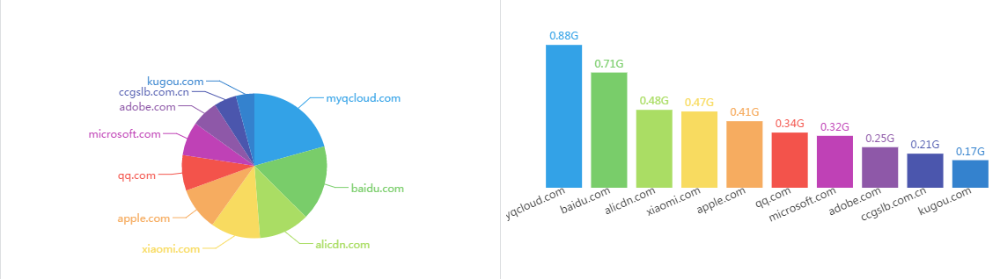 kugou.com
ccgslb.com.cn
adobe.com
microsoft.com
qq.com
apple.com
xiaomi.com
myqcloud.com
baidu.com
alicdn.com
0.88G
0.71G
0.48G
0.47G
0.41G
0.34G
0.32G
0.25G
0.21G
0.17G
yqcloud.com
baidu.com
alicdn.com
xiaomi.com
apple.com
qq.com
microsoft.com
adobe.com
ccgslb.com.cn
kugou.com